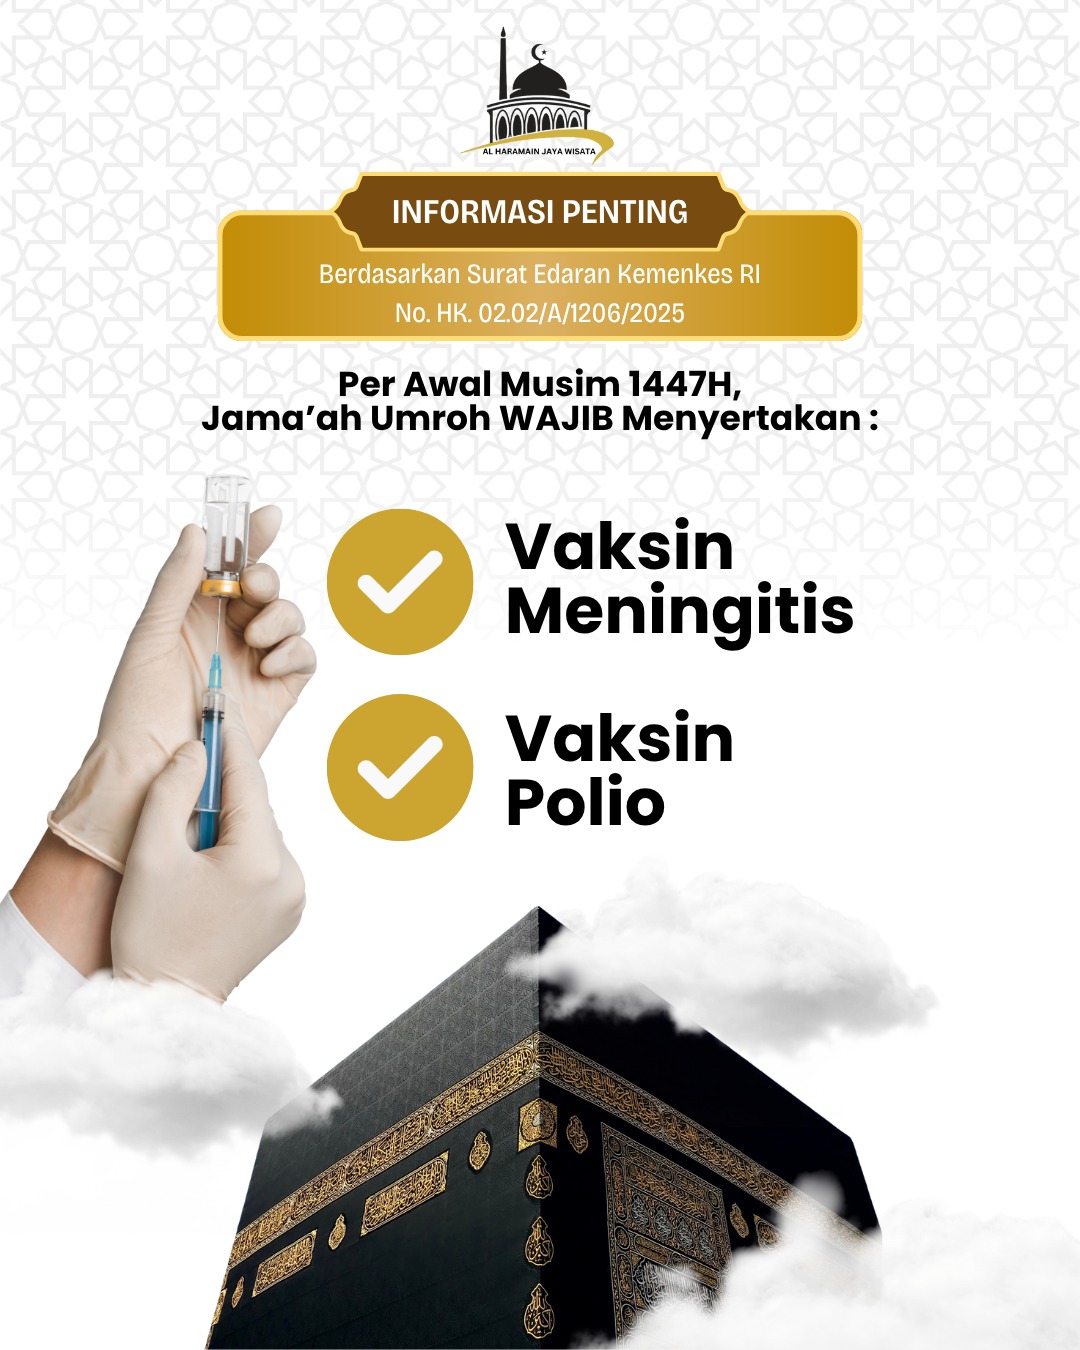 AL HARAMAIN JAYA WISATA
INFORMASI PENTING
Berdasarkan Surat Edaran Kemenkes RI
No. HK. 02.02/A/1206/2025
Per Awal Musim 1447H,
Jama’ah Umroh WAJIB Menyertakan :
Vaksin
Meningitis
Vaksin
Polio